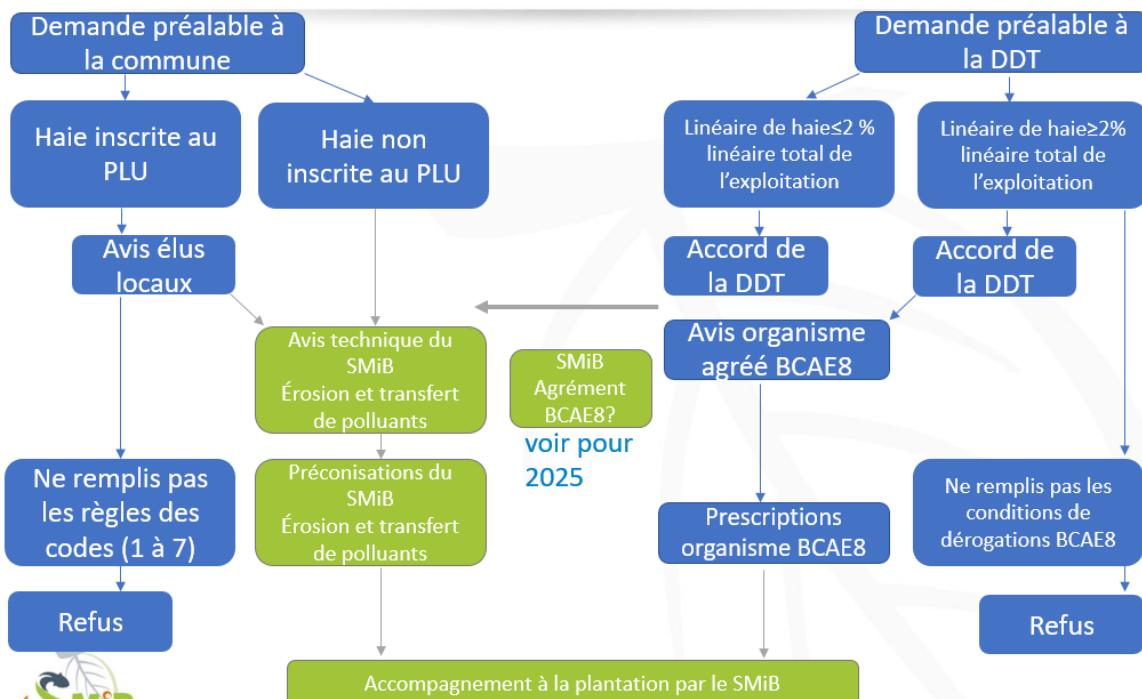 Demande préalable à
la commune
Demande préalable à
la DDT
Haie inscrite au
PLU
Haie non
inscrite au PLU
Linéaire de haie≤2 %
linéaire total de
l'exploitation
Linéaire de haie≥2%
linéaire total de
l'exploitation
Avis élus
locaux
Accord de
la DDT
Accord de
la DDT
Avis technique du
SMiB
Érosion et transfert
de polluants
SMiB
Agrément
BCAE8?
voir pour
2025
Avis organisme
agréé BCAE8
Ne remplis pas
les règles des
codes (1 à 7)
Préconisations du
SMiB
Érosion et transfert
de polluants
Prescriptions
organisme BCAE8
Ne remplis pas les
conditions de
dérogations BCAE8
Refus
Refus
SMiB
Accompagnement à la plantation par le SMiB